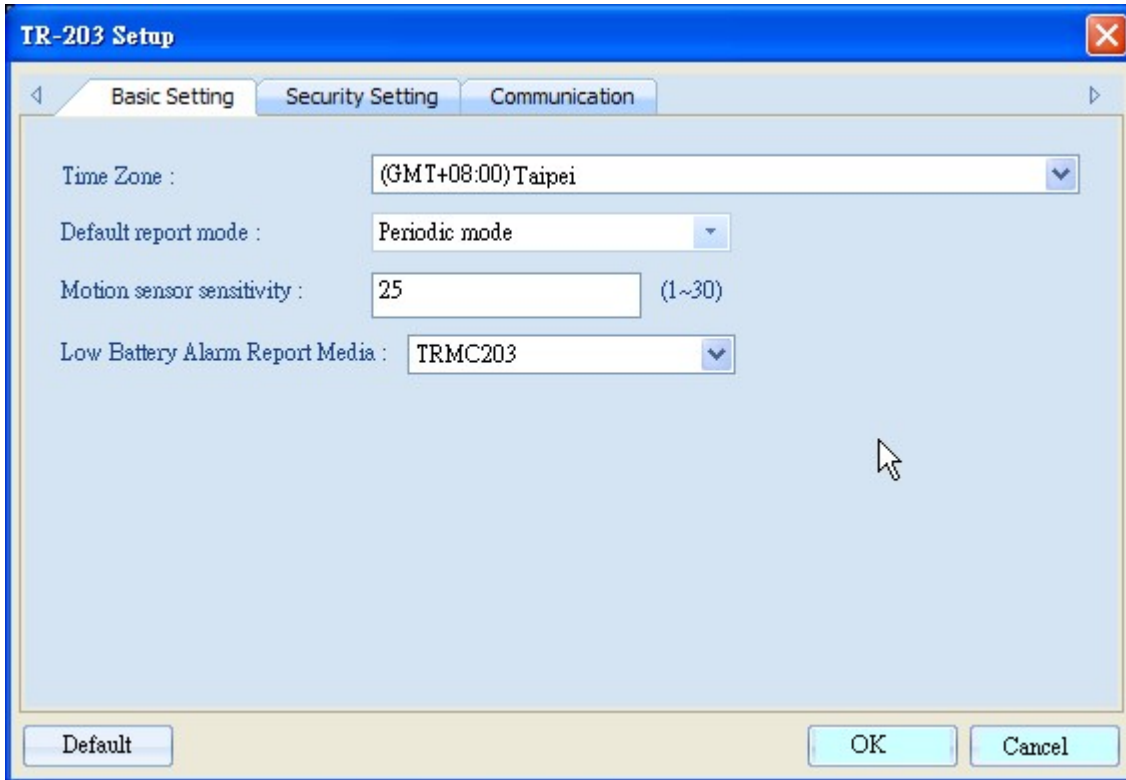 TR-203 Setup
Basic Setting Security Setting Communication
Time Zone : (GMT+08:00)Taipei
Default report mode : Periodic mode
Motion sensor sensitivity : 25 (1~30)
Low Battery Alarm Report Media : TRMC203
Default OK Cancel